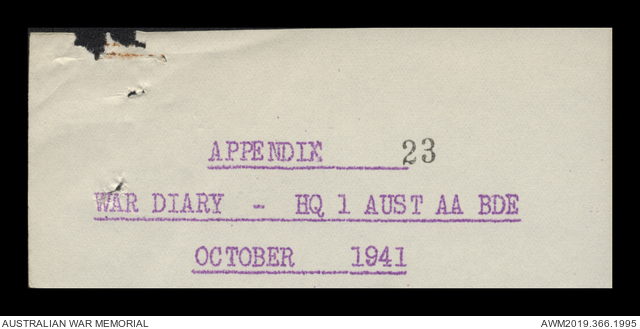 APPENDIX 23
WAR DIARY - HQ 1 AUST AA BDE
OCTOBER 1941
AUSTRALIAN WAR MEMORIAL
AWM2019.366.1995